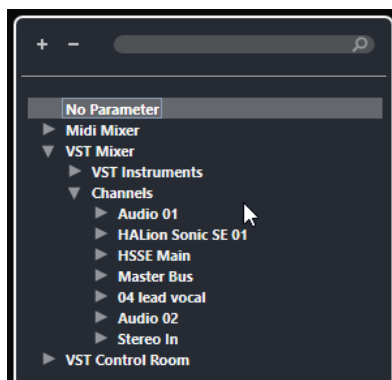 No Parameter
Midi Mixer
VST Mixer
VST Instruments
Channels
Audio 01
HALion Sonic SE 01
HSSE Main
Master Bus
04 lead vocal
Audio 02
Stereo In
VST Control Room